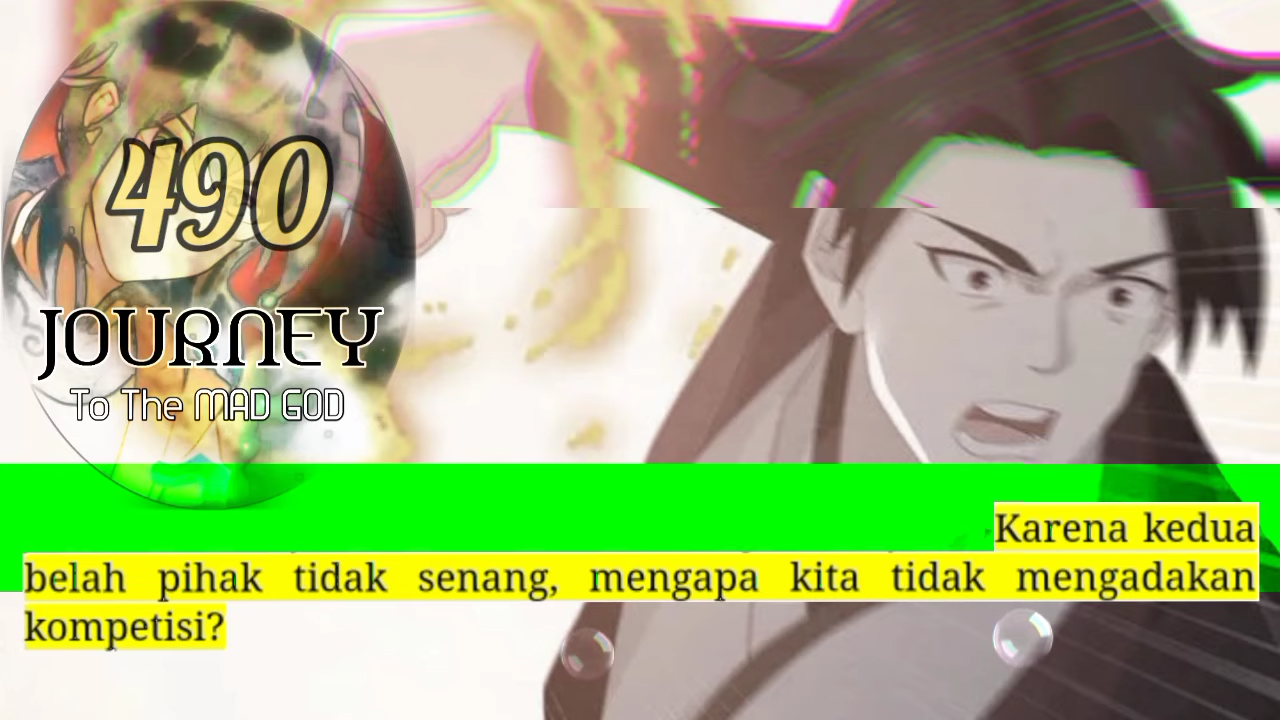 490
JOURNEY
To The MAD GOD
Karena kedua
belah pihak tidak senang, mengapa kita tidak mengadakan
kompetisi?